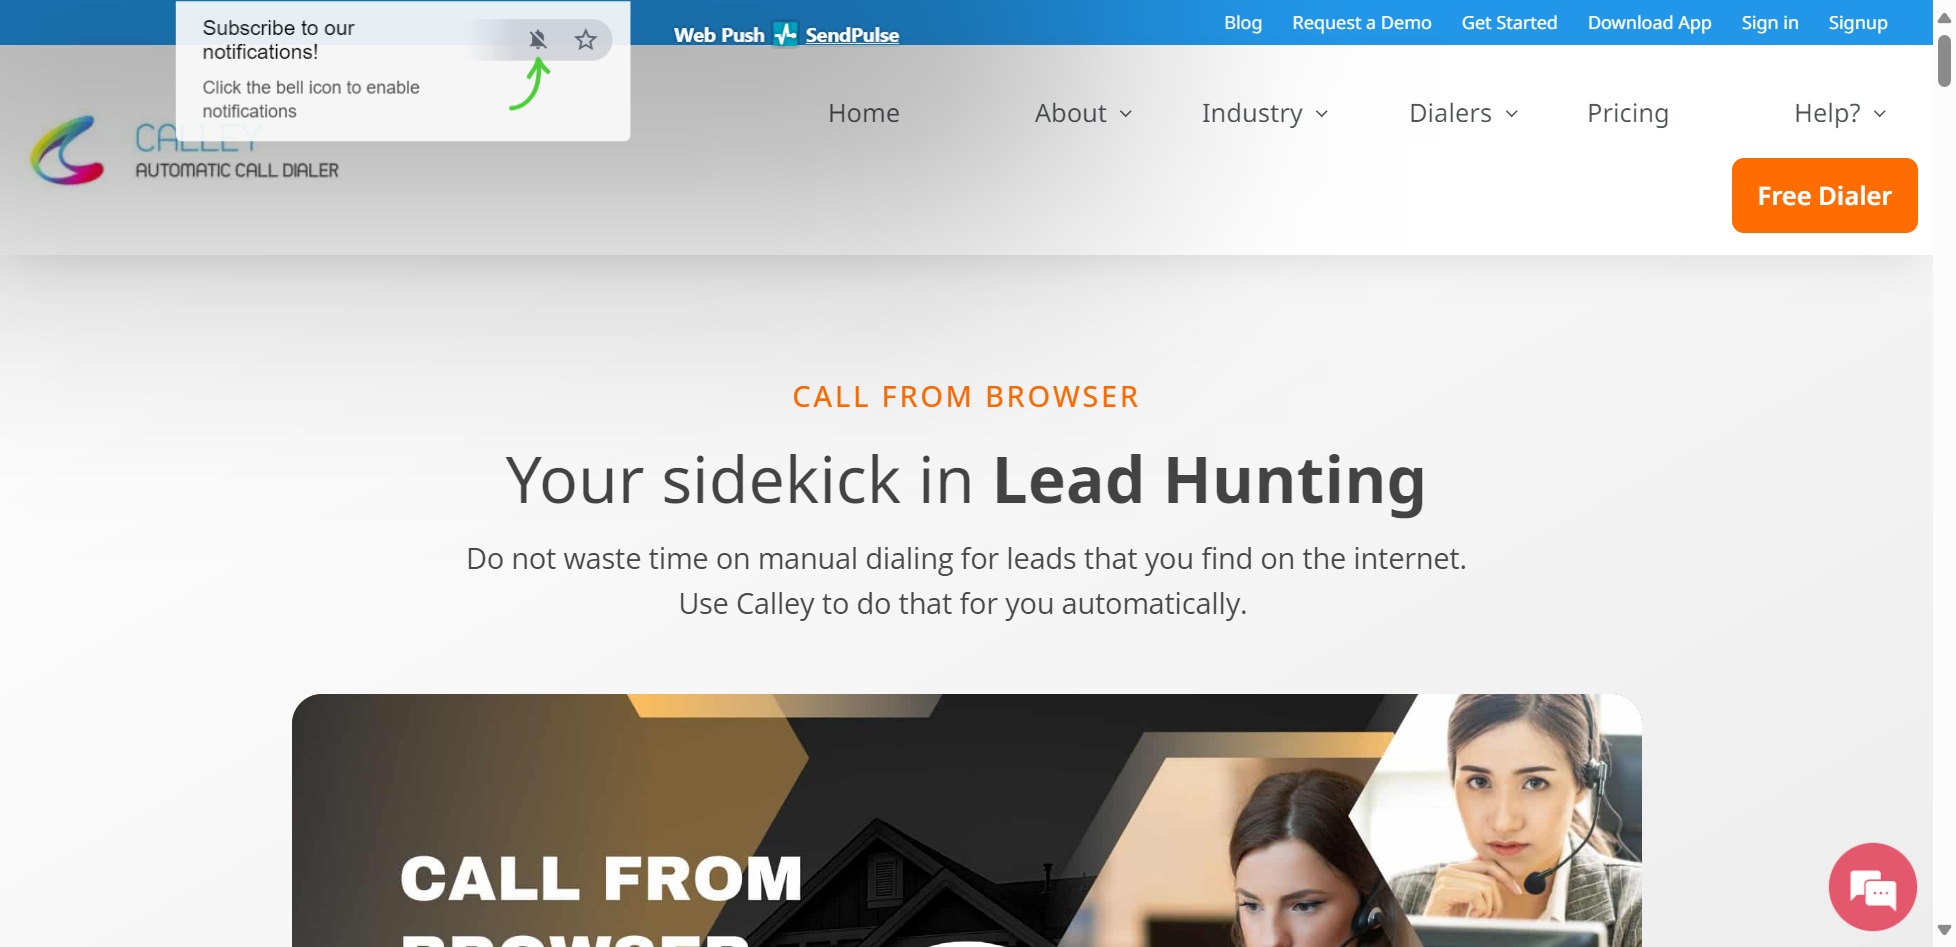 Subscribe to our
notifications!
Click the bell icon to enable
notifications
Web Push SendPulse
Blog Request a Demo Get Started Download App Sign in Signup
CALLEY
AUTOMATIC CALL DIALER
Home About Industry Dialers Pricing Help?
Free Dialer
CALL FROM BROWSER
Your sidekick in Lead Hunting
Do not waste time on manual dialing for leads that you find on the internet.
Use Calley to do that for you automatically.
CALL FROM
BROWSER